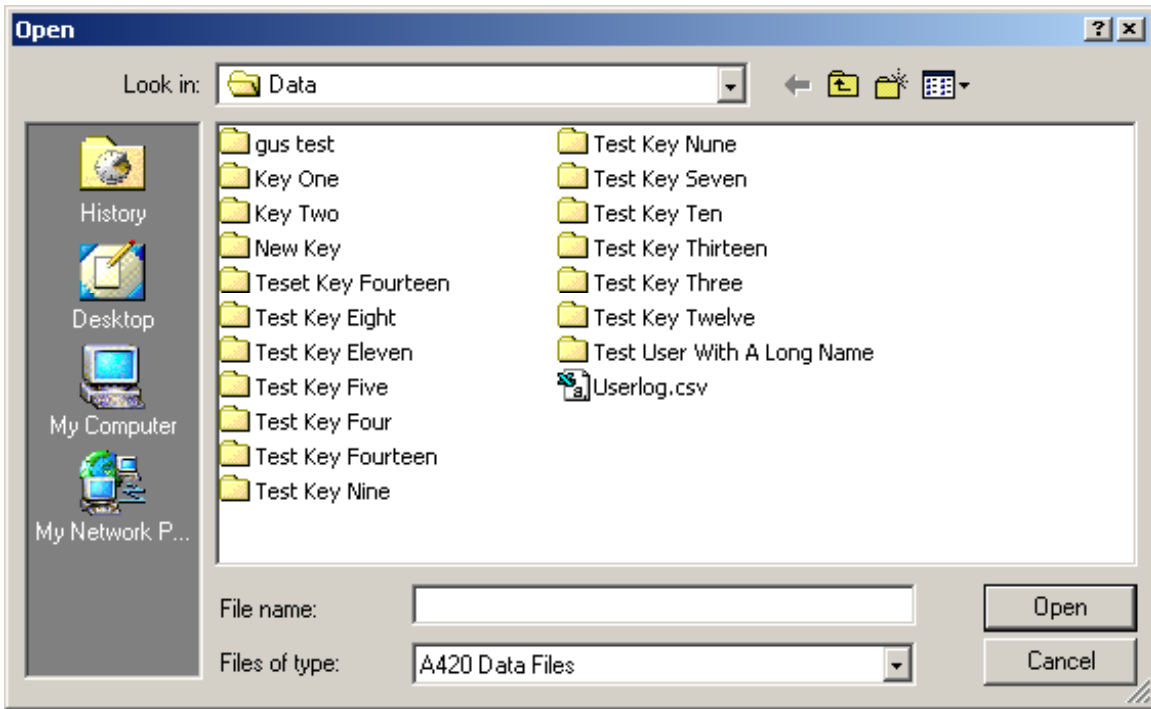 Open
Look in: Data
History
Desktop
My Computer
My Network P...
gus test
Key One
Key Two
New Key
Teset Key Fourteen
Test Key Eight
Test Key Eleven
Test Key Five
Test Key Four
Test Key Fourteen
Test Key Nine
Test Key Nune
Test Key Seven
Test Key Ten
Test Key Thirteen
Test Key Three
Test Key Twelve
Test User With A Long Name
Userlog.csv
File name:
Open
Files of type: A420 Data Files
Cancel